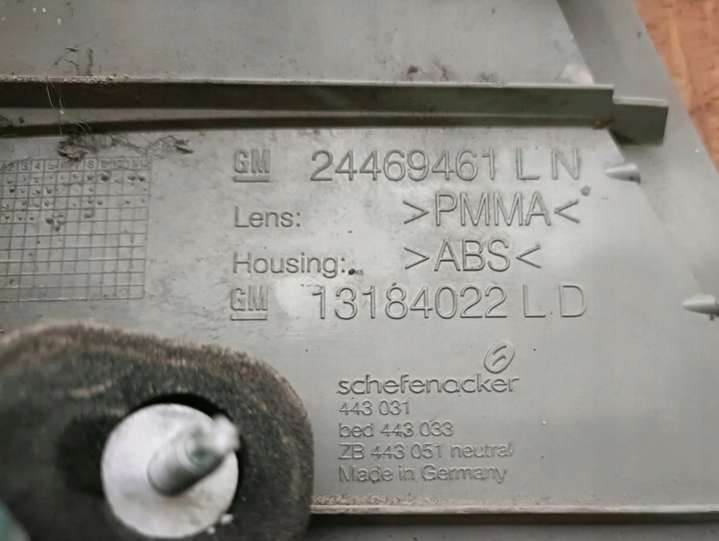 GM 24469461 L N
Lens: >PMMA<
Housing: >ABS<
GM 13184022 L D
schefenacker
443 031
bed 443 033
ZB 443 051 neutral
Made in Germany